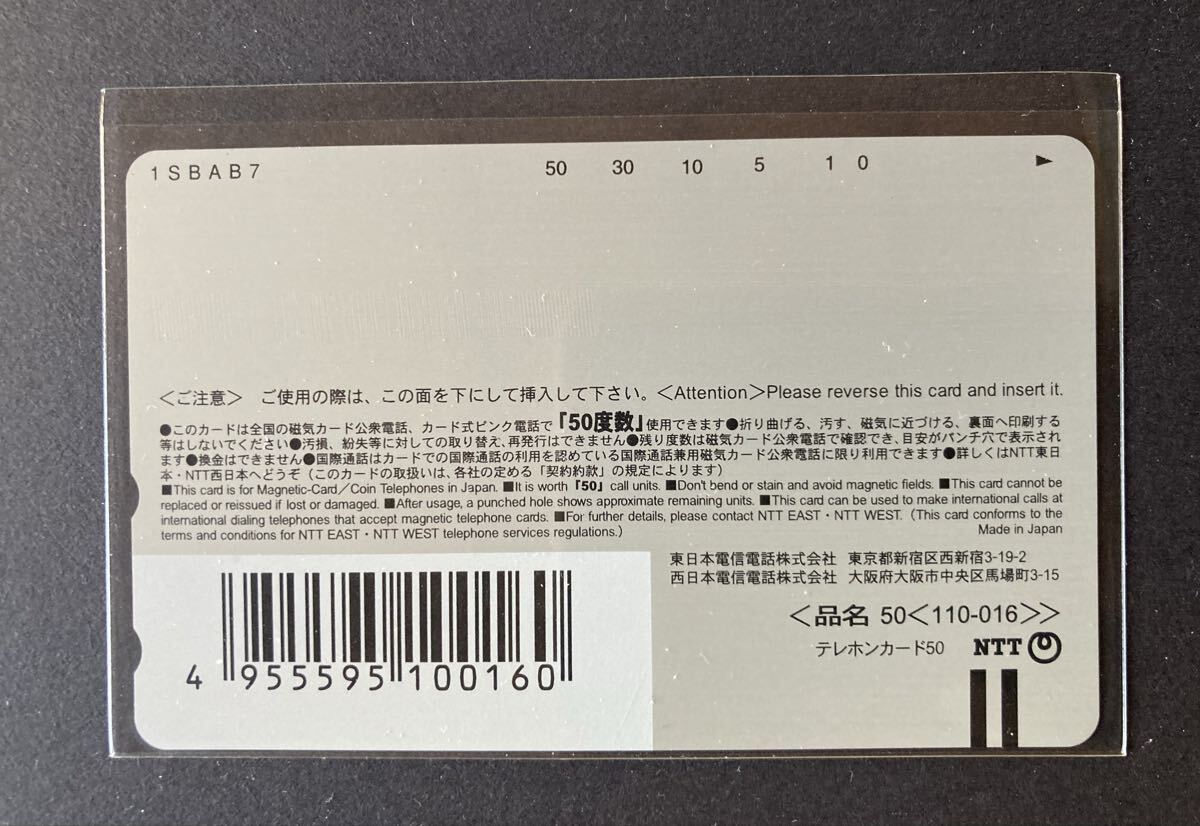 1SBAB7 50 30 10 5 1 0
＜ご注意＞ ご使用の際は、この面を下にして挿入して下さい。＜Attention＞Please reverse this card and insert it.
●このカードは全国の磁気カード公衆電話、カード式ピンク電話で「50度数」使用できます●折り曲げる、汚す、磁気に近づける、裏面へ印刷する
等はしないでください●汚損、紛失等に対しての取り替え、再発行はできません●残り度数は磁気カード公衆電話で確認でき、目安がパンチ穴で表示され
ます●換金はできません●国際通話はカードでの国際通話の利用を認めている国際通話兼用磁気カード公衆電話に限り利用できます●詳しくはNTT東日
本・NTT西日本へどうぞ（このカードの取扱いは、各社の定める「契約約款」の規定によります）
■This card is for Magnetic-Card／Coin Telephones in Japan. ■It is worth「50」call units. ■Don't bend or stain and avoid magnetic fields. ■This card cannot be
replaced or reissued if lost or damaged. ■After usage, a punched hole shows approximate remaining units. ■This card can be used to make international calls at
international dialing telephones that accept magnetic telephone cards. ■For further details, please contact NTT EAST・NTT WEST.（This card conforms to the
terms and conditions for NTT EAST・NTT WEST telephone services regulations.） Made in Japan
東日本電信電話株式会社 東京都新宿区西新宿3-19-2
西日本電信電話株式会社 大阪府大阪市中央区馬場町3-15
＜品名 50＜110-016＞＞
テレホンカード50 NTT
4 955595 100160